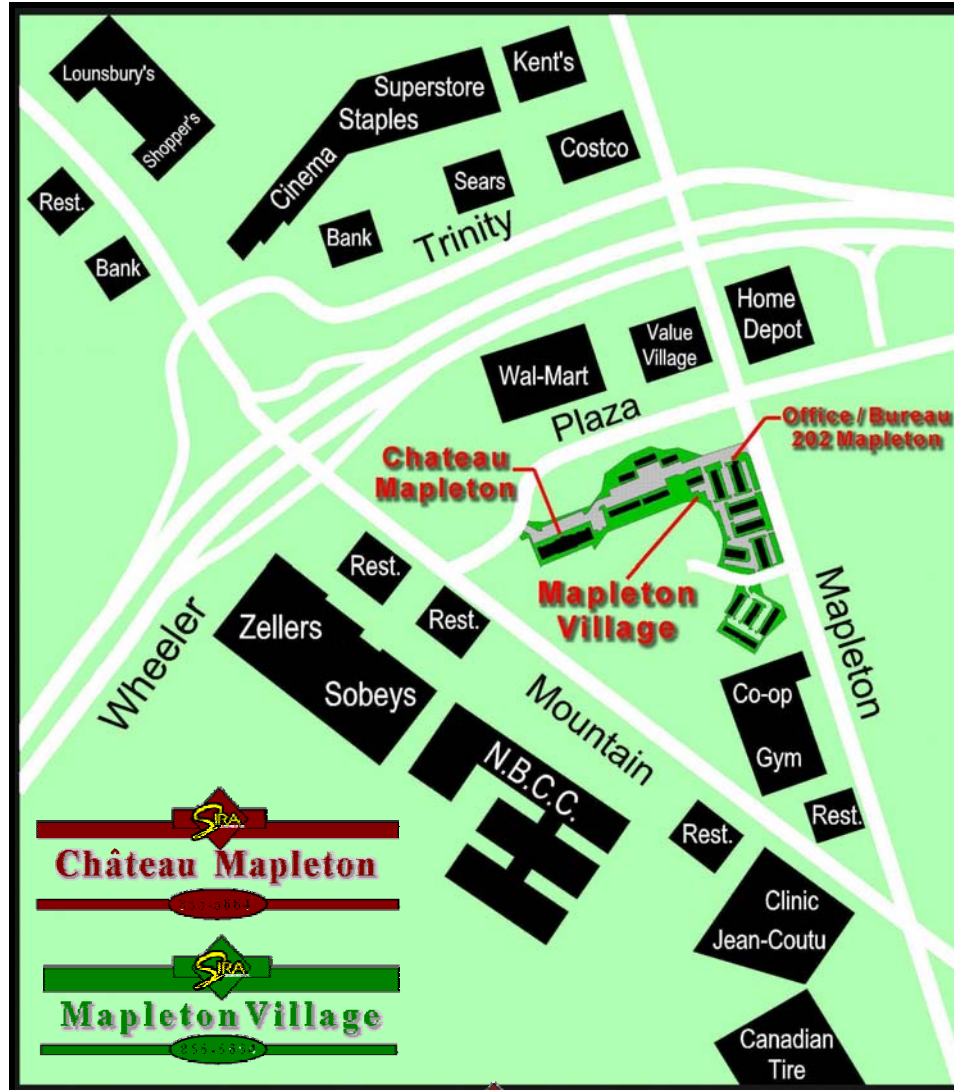 Lounsbury's
Shopper's
Superstore
Staples
Cinema
Kent's
Costco
Sears
Bank
Rest.
Bank
Trinity
Home
Depot
Value
Village
Wal-Mart
Plaza
Office / Bureau
202 Mapleton
Chateau
Mapleton
Mapleton
Village
Rest.
Rest.
Zellers
Sobeys
Wheeler
Mountain
Mapleton
Co-op
Gym
N.B.C.C.
Rest.
Rest.
Clinic
Jean-Coutu
Canadian
Tire
SIRA
Château Mapleton
SIRA
Mapleton Village